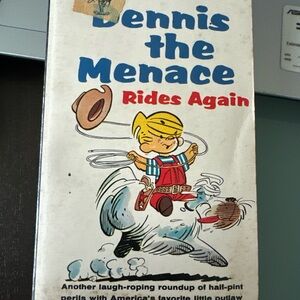 Dennis
the
Menace
Rides Again
Another laugh-roping roundup of half-pint
perils with America's favorite little outlaw